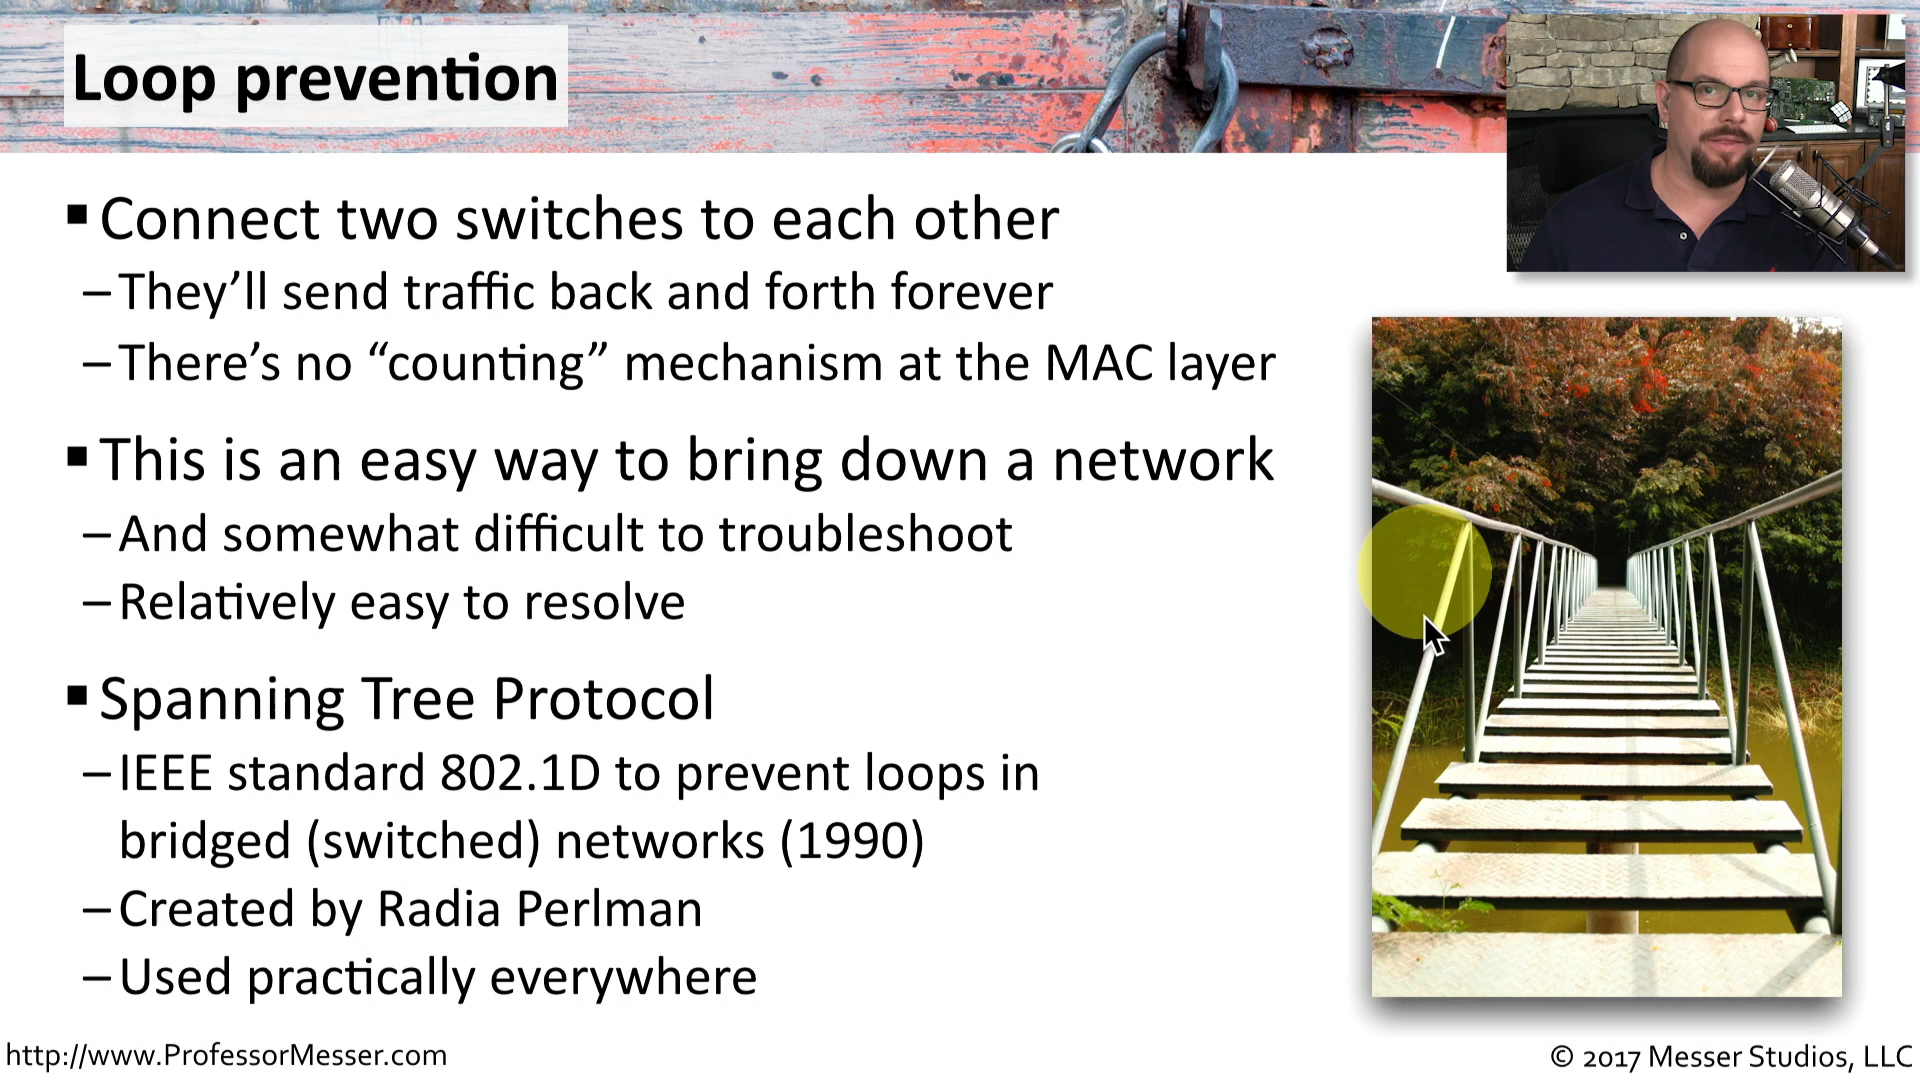 Loop prevention
▪ Connect two switches to each other
– They’ll send traffic back and forth forever
– There’s no “counting” mechanism at the MAC layer
▪ This is an easy way to bring down a network
– And somewhat difficult to troubleshoot
– Relatively easy to resolve
▪ Spanning Tree Protocol
– IEEE standard 802.1D to prevent loops in
bridged (switched) networks (1990)
– Created by Radia Perlman
– Used practically everywhere
http://www.ProfessorMesser.com
© 2017 Messer Studios, LLC